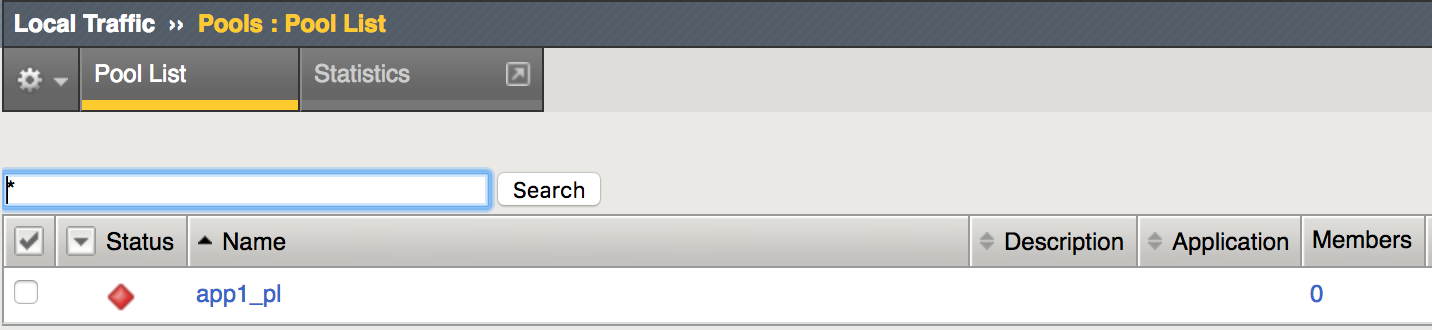 Local Traffic ›› Pools : Pool List
Pool List Statistics
* Search
Status Name Description Application Members
app1_pl 0